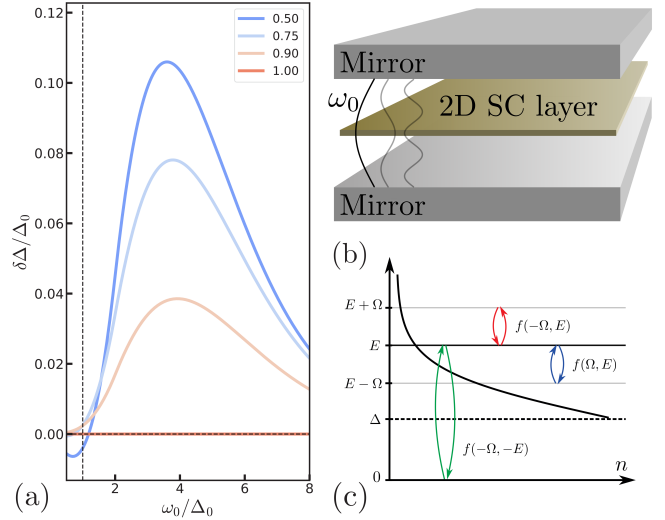 0.12
0.10
0.08
0.06
0.04
0.02
0.00
δΔ/Δ₀
2
4
6
8
ω₀/Δ₀
0.50
0.75
0.90
1.00
(a)
Mirror
ω₀
2D SC layer
Mirror
(b)
E + Ω
E
E − Ω
Δ
0
f(-Ω, E)
f(Ω, E)
f(-Ω, -E)
n
(c)